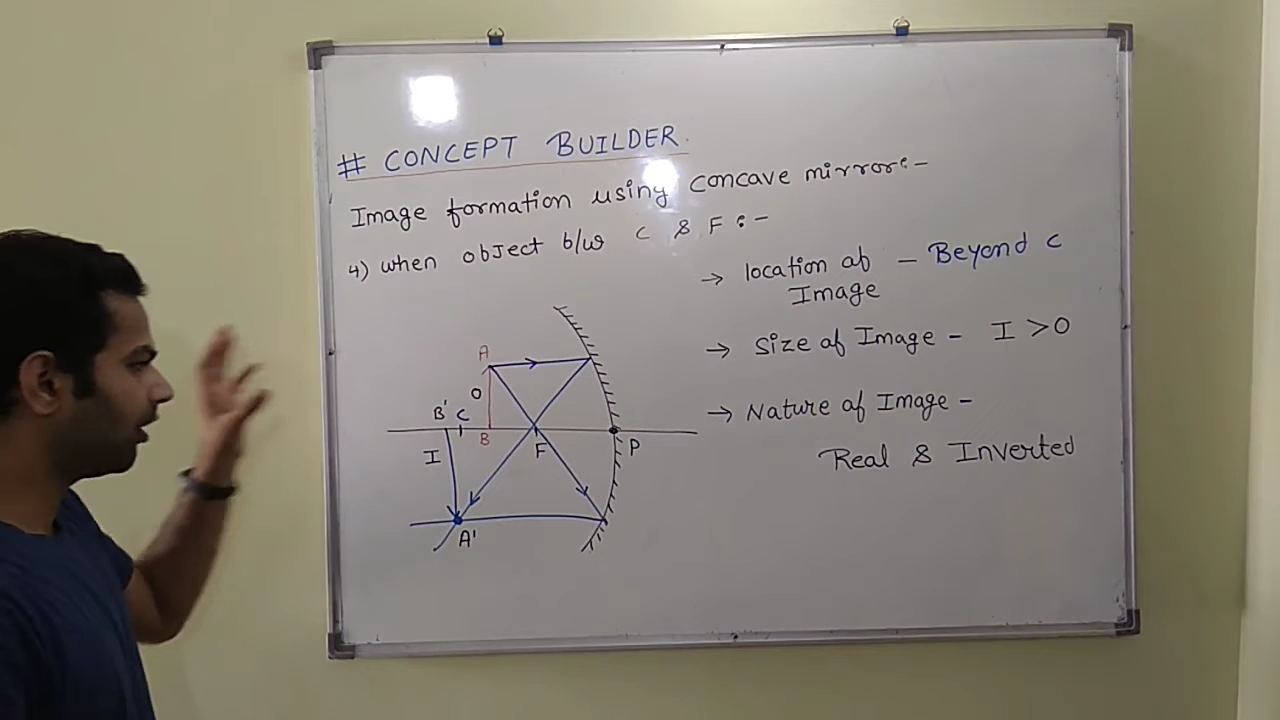 # CONCEPT BUILDER.
Image formation using concave mirror:-
4) when object b/w C & F :-
→ location of - Beyond C
Image
→ Size of Image - I > O
→ Nature of Image -
Real & Inverted
A
O
B' C
B
F
P
I
A'